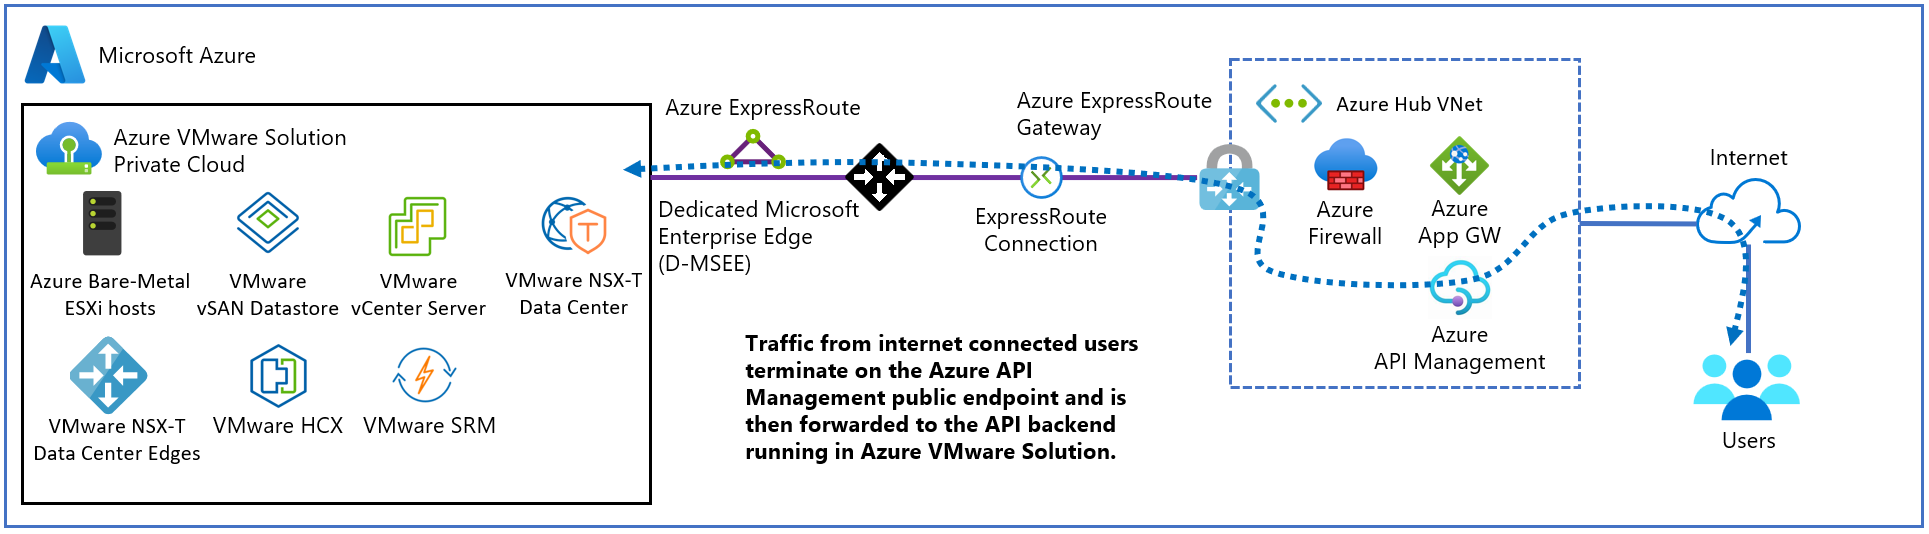 Microsoft Azure
Azure VMware Solution
Private Cloud
Azure Bare-Metal
ESXi hosts
VMware
vSAN Datastore
VMware
vCenter Server
VMware NSX-T
Data Center
VMware NSX-T
Data Center Edges
VMware HCX
VMware SRM
Azure ExpressRoute
Dedicated Microsoft
Enterprise Edge
(D-MSEE)
Azure ExpressRoute
Gateway
ExpressRoute
Connection
Traffic from internet connected users
terminate on the Azure API
Management public endpoint and is
then forwarded to the API backend
running in Azure VMware Solution.
Azure Hub VNet
Azure
Firewall
Azure
App GW
Azure
API Management
Internet
Users